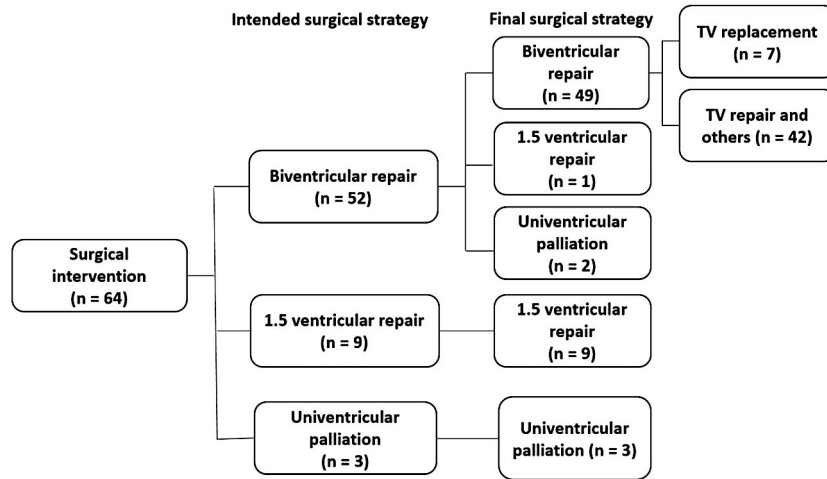 Intended surgical strategy
Final surgical strategy
Surgical
intervention
(n = 64)
Biventricular repair
(n = 52)
1.5 ventricular repair
(n = 9)
Univentricular
palliation
(n = 3)
Biventricular
repair
(n = 49)
1.5 ventricular
repair
(n = 1)
Univentricular
palliation
(n = 2)
1.5 ventricular
repair
(n = 9)
Univentricular
palliation (n = 3)
TV replacement
(n = 7)
TV repair and
others (n = 42)